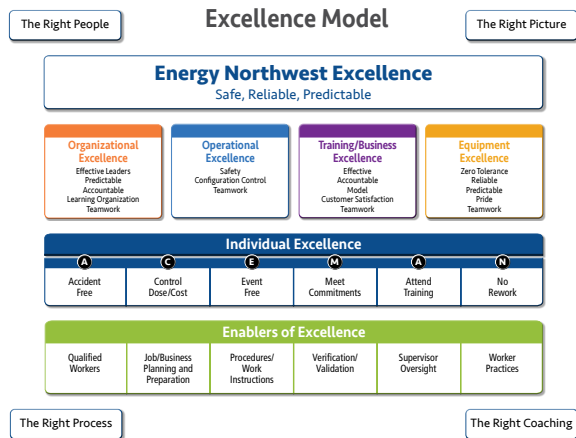 The Right People
Excellence Model
The Right Picture
Energy Northwest Excellence
Safe, Reliable, Predictable
Organizational
Excellence
Effective Leaders
Predictable
Accountable
Learning Organization
Teamwork
Operational
Excellence
Safety
Configuration Control
Teamwork
Training/Business
Excellence
Effective
Accountable
Model
Customer Satisfaction
Teamwork
Equipment
Excellence
Zero Tolerance
Reliable
Predictable
Pride
Teamwork
Individual Excellence
A
C
E
M
A
N
Accident
Free
Control
Dose/Cost
Event
Free
Meet
Commitments
Attend
Training
No
Rework
Enablers of Excellence
Qualified
Workers
Job/Business
Planning and
Preparation
Procedures/
Work
Instructions
Verification/
Validation
Supervisor
Oversight
Worker
Practices
The Right Process
The Right Coaching